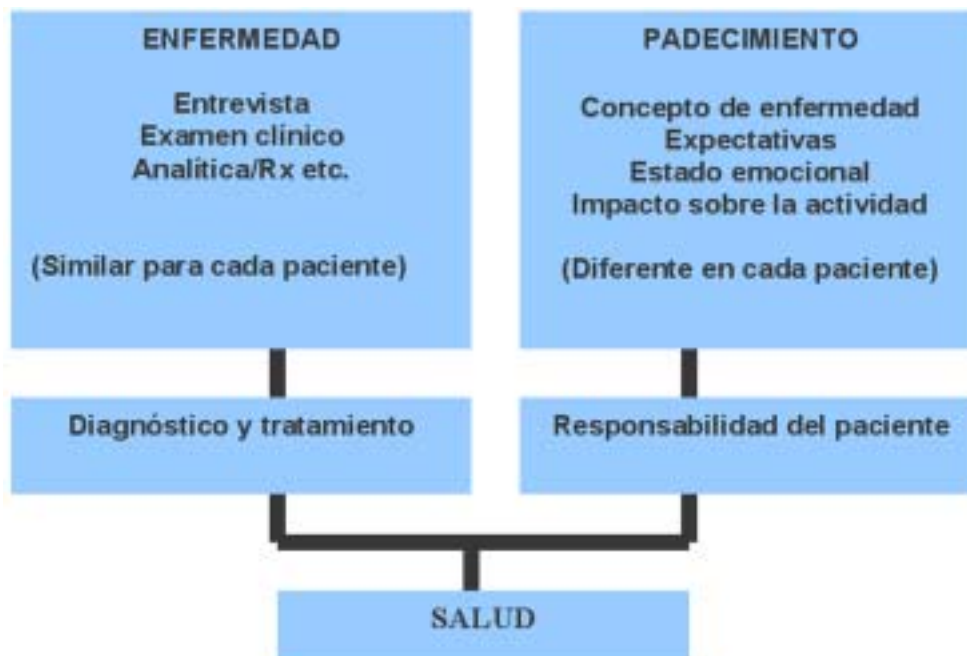 ENFERMEDAD
Entrevista
Examen clínico
Analítica/Rx etc.
(Similar para cada paciente)
PADECIMIENTO
Concepto de enfermedad
Expectativas
Estado emocional
Impacto sobre la actividad
(Diferente en cada paciente)
Diagnóstico y tratamiento
Responsabilidad del paciente
SALUD